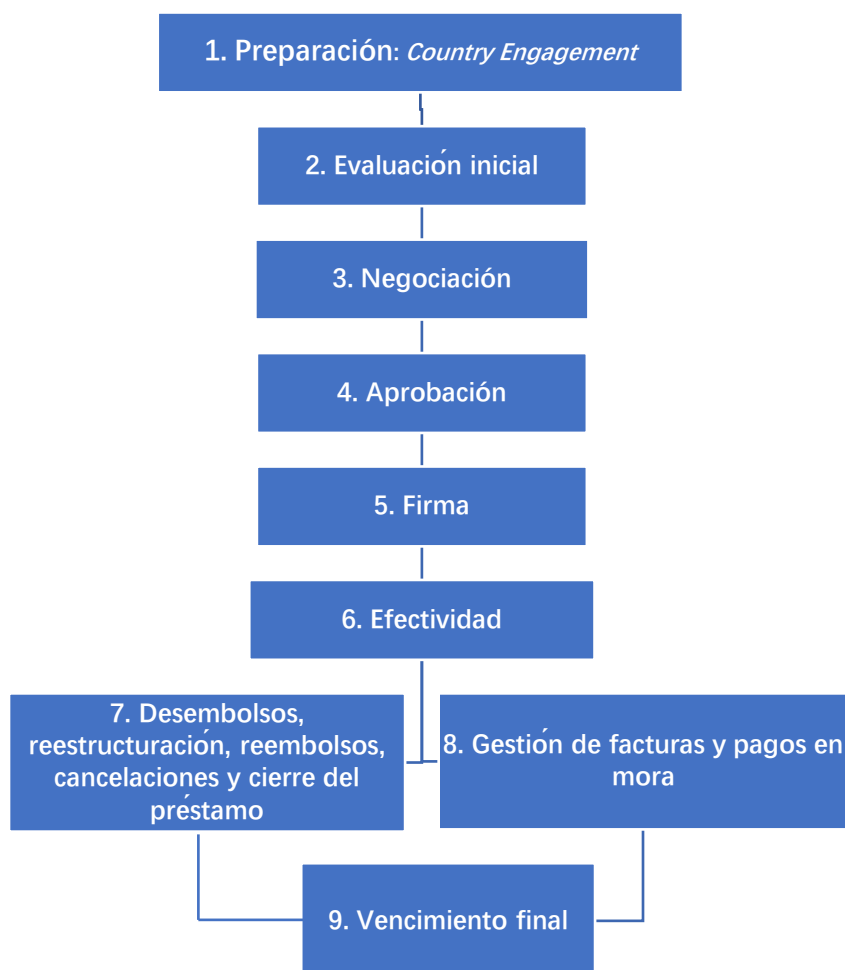 1. Preparación: Country Engagement
2. Evaluación inicial
3. Negociación
4. Aprobación
5. Firma
6. Efectividad
7. Desembolsos,
reestructuración, reembolsos,
cancelaciones y cierre del
préstamo
8. Gestión de facturas y pagos en
mora
9. Vencimiento final